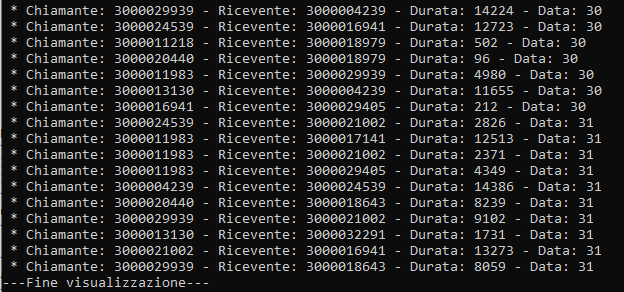 * Chiamante: 3000029939 - Ricevente: 3000004239 - Durata: 14224 - Data: 30
* Chiamante: 3000024539 - Ricevente: 3000016941 - Durata: 12723 - Data: 30
* Chiamante: 3000011218 - Ricevente: 3000018979 - Durata: 502 - Data: 30
* Chiamante: 3000020440 - Ricevente: 3000018979 - Durata: 96 - Data: 30
* Chiamante: 3000011983 - Ricevente: 3000029939 - Durata: 4980 - Data: 30
* Chiamante: 3000013130 - Ricevente: 3000004239 - Durata: 11655 - Data: 30
* Chiamante: 3000016941 - Ricevente: 3000029405 - Durata: 212 - Data: 30
* Chiamante: 3000024539 - Ricevente: 3000021002 - Durata: 2826 - Data: 31
* Chiamante: 3000011983 - Ricevente: 3000017141 - Durata: 12513 - Data: 31
* Chiamante: 3000011983 - Ricevente: 3000021002 - Durata: 2371 - Data: 31
* Chiamante: 3000011983 - Ricevente: 3000029405 - Durata: 4349 - Data: 31
* Chiamante: 3000004239 - Ricevente: 3000024539 - Durata: 14386 - Data: 31
* Chiamante: 3000020440 - Ricevente: 3000018643 - Durata: 8239 - Data: 31
* Chiamante: 3000029939 - Ricevente: 3000021002 - Durata: 9102 - Data: 31
* Chiamante: 3000013130 - Ricevente: 3000032291 - Durata: 1731 - Data: 31
* Chiamante: 3000021002 - Ricevente: 3000016941 - Durata: 13273 - Data: 31
* Chiamante: 3000029939 - Ricevente: 3000018643 - Durata: 8059 - Data: 31
---Fine visualizzazione---